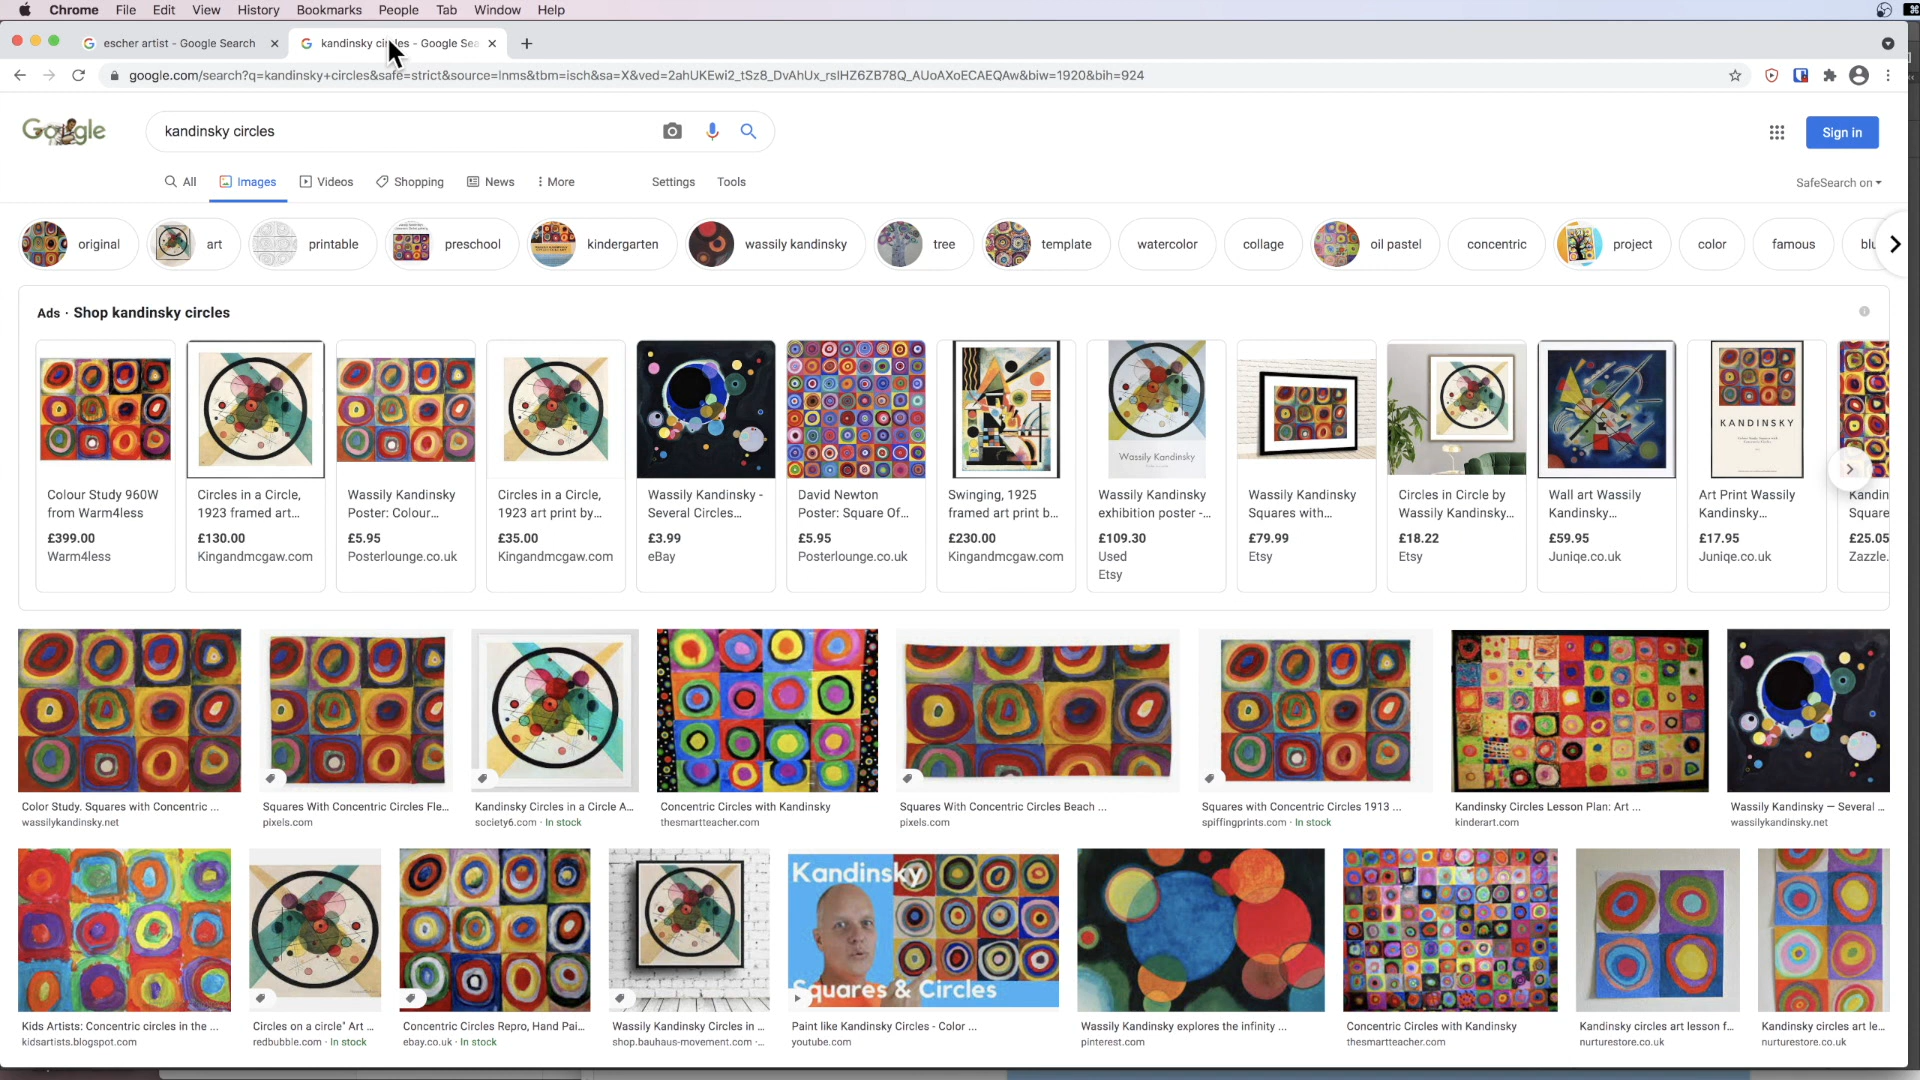 Chrome File Edit View History Bookmarks People Tab Window Help
escher artist - Google Search
google.com/search?q=kandinsky+circles&safe=strict&source=lnms&tbm=isch&sa=X&ved=2ahUKEwi2_tSz8_DvAhUx_rsIHZ6ZB78Q_AUoAXoECAEQAw&biw=1920&bih=924
Google
kandinsky circles
Sign in
All Images Videos Shopping News More Settings Tools SafeSearch on
original art printable preschool kindergarten wassily kandinsky tree template watercolor collage oil pastel concentric project color famous
Ads · Shop kandinsky circles
Colour Study 960W
from Warm4less
£399.00
Warm4less
Circles in a Circle,
1923 framed art...
£130.00
Kingandmcgaw.com
Wassily Kandinsky
Poster: Colour...
£5.95
Posterlounge.co.uk
Circles in a Circle,
1923 art print by...
£35.00
Kingandmcgaw.com
Wassily Kandinsky -
Several Circles...
£3.99
eBay
David Newton
Poster: Square Of...
£5.95
Posterlounge.co.uk
Swinging, 1925
framed art print b...
£230.00
Kingandmcgaw.com
Wassily Kandinsky
Wassily Kandinsky
exhibition poster -...
£109.30
Used
Etsy
Wassily Kandinsky
Squares with...
£79.99
Etsy
Circles in Circle by
Wassily Kandinsky...
£18.22
Etsy
Wall art Wassily
Kandinsky...
£59.95
Juniqe.co.uk
KANDINSKY
Art Print Wassily
Kandinsky...
£17.95
Juniqe.co.uk
Kandin
Square
£25.05
Zazzle.
Color Study. Squares with Concentric ...
wassilykandinsky.net
Squares With Concentric Circles Fle...
pixels.com
Kandinsky Circles in a Circle A...
society6.com · In stock
Concentric Circles with Kandinsky
thesmartteacher.com
Squares With Concentric Circles Beach ...
pixels.com
Squares with Concentric Circles 1913 ...
spiffingprints.com · In stock
Kandinsky Circles Lesson Plan: Art ...
kinderart.com
Wassily Kandinsky — Several ...
wassilykandinsky.net
Kids Artists: Concentric circles in the ...
kidsartists.blogspot.com
Circles on a circle" Art ...
redbubble.com · In stock
Concentric Circles Repro, Hand Pai...
ebay.co.uk · In stock
Wassily Kandinsky Circles in ...
shop.bauhaus-movement.com ·...
Kandinsky
Squares & Circles
Paint like Kandinsky Circles - Color ...
youtube.com
Wassily Kandinsky explores the infinity ...
pinterest.com
Concentric Circles with Kandinsky
thesmartteacher.com
Kandinsky circles art lesson f...
nurturestore.co.uk
Kandinsky circles art le...
nurturestore.co.uk